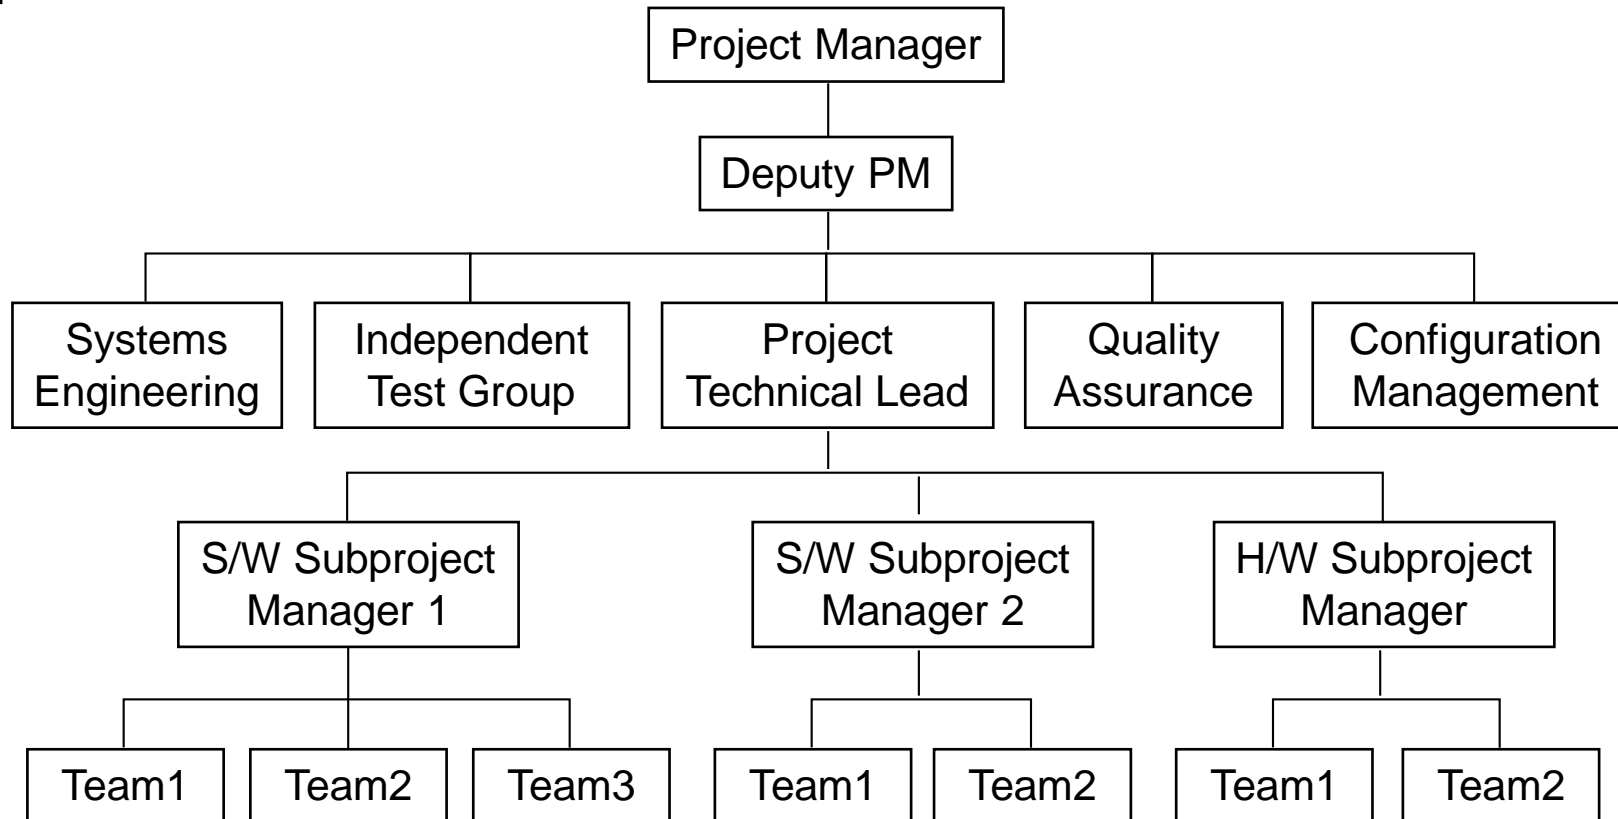 Project Manager
Deputy PM
Systems
Engineering
Independent
Test Group
Project
Technical Lead
Quality
Assurance
Configuration
Management
S/W Subproject
Manager 1
S/W Subproject
Manager 2
H/W Subproject
Manager
Team1
Team2
Team3
Team1
Team2
Team1
Team2